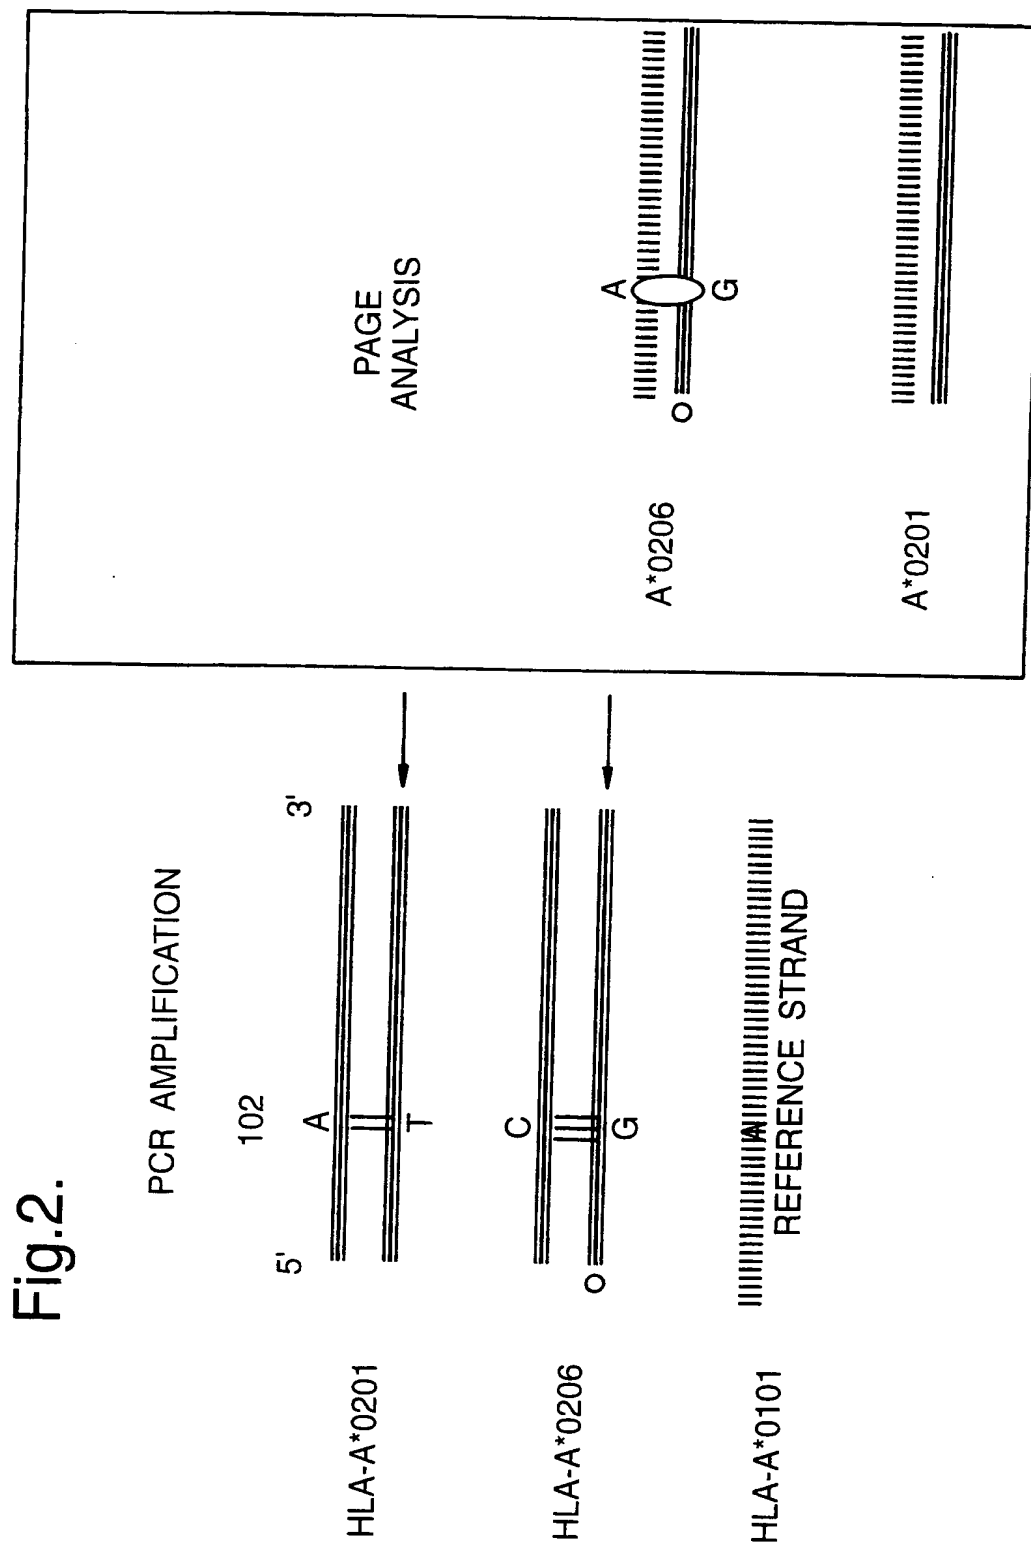 Fig.2.
PCR AMPLIFICATION
102
5'
3'
HLA-A*0201
A
T
HLA-A*0206
C
G
O
HLA-A*0101
A
REFERENCE STRAND
PAGE
ANALYSIS
A*0206
A
G
O
A*0201